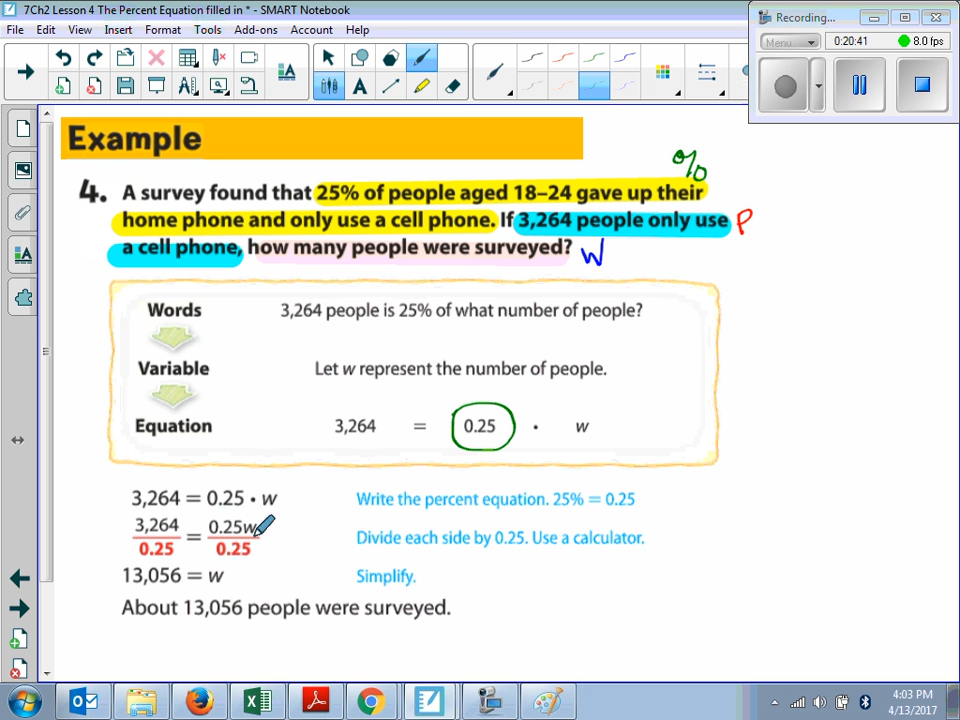 7Ch2 Lesson 4 The Percent Equation filled in * - SMART Notebook
File Edit View Insert Format Tools Add-ons Account Help
Recording...
Menu
0:20:41
8.0 fps
Example
%
4. A survey found that 25% of people aged 18–24 gave up their
home phone and only use a cell phone. If 3,264 people only use P
a cell phone, how many people were surveyed? W
Words 3,264 people is 25% of what number of people?
Variable Let w represent the number of people.
Equation 3,264 = 0.25 · w
3,264 = 0.25 • w Write the percent equation. 25% = 0.25
3,264 = 0.25w
0.25 0.25 Divide each side by 0.25. Use a calculator.
13,056 = w Simplify.
About 13,056 people were surveyed.
4:03 PM
4/13/2017